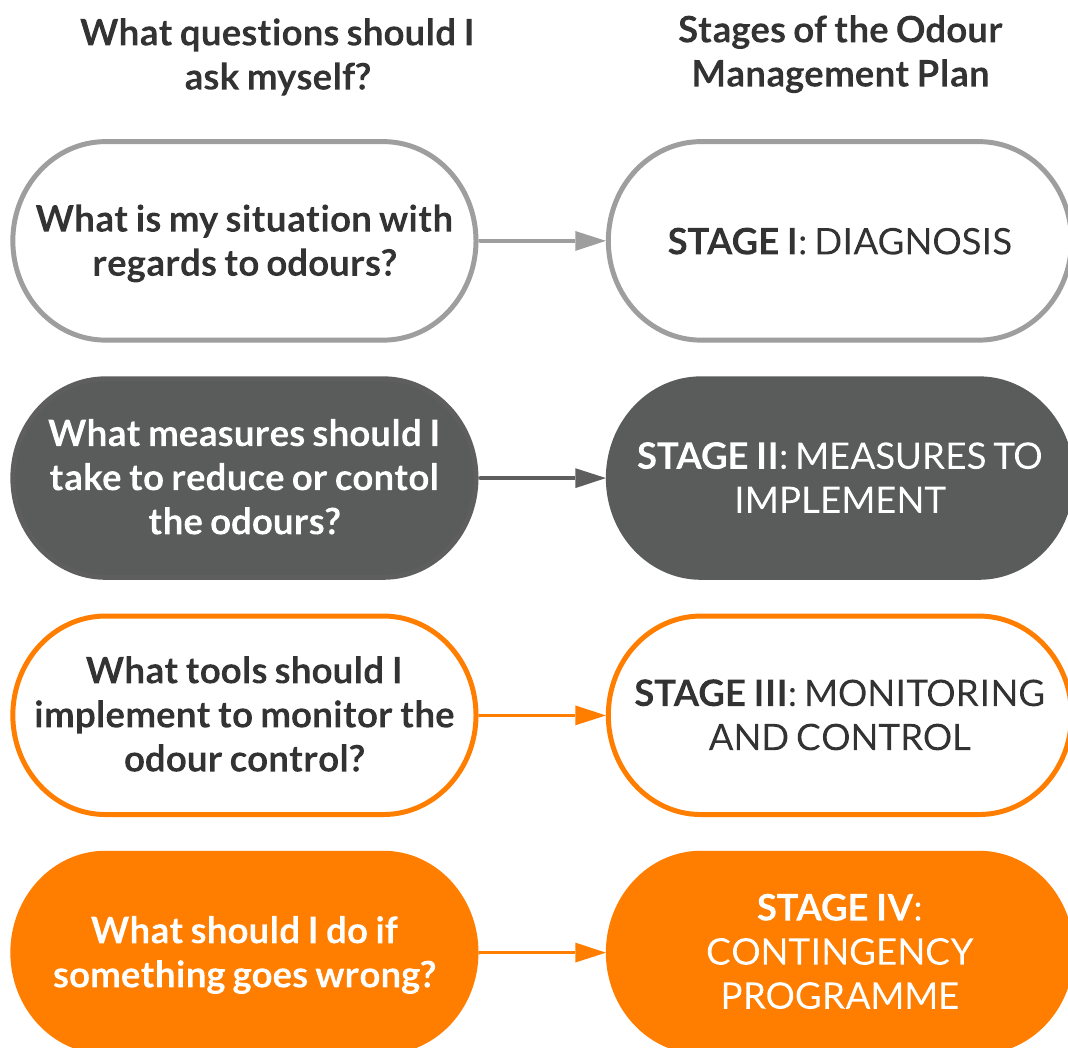 What questions should I
ask myself?
Stages of the Odour
Management Plan
What is my situation with
regards to odours?
STAGE I: DIAGNOSIS
What measures should I
take to reduce or contol
the odours?
STAGE II: MEASURES TO
IMPLEMENT
What tools should I
implement to monitor the
odour control?
STAGE III: MONITORING
AND CONTROL
What should I do if
something goes wrong?
STAGE IV:
CONTINGENCY
PROGRAMME